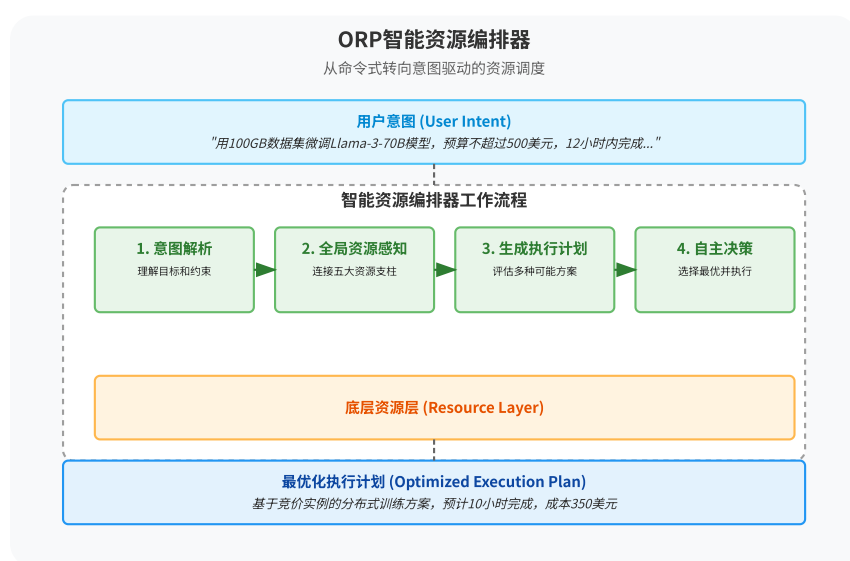 ORP智能资源编排器
从命令式转向意图驱动的资源调度
用户意图 (User Intent)
"用100GB数据集微调Llama-3-70B模型，预算不超过500美元，12小时内完成..."
智能资源编排器工作流程
1. 意图解析
理解目标和约束
2. 全局资源感知
连接五大资源支柱
3. 生成执行计划
评估多种可能方案
4. 自主决策
选择最优并执行
底层资源层 (Resource Layer)
最优化执行计划 (Optimized Execution Plan)
基于竞价实例的分布式训练方案，预计10小时完成，成本350美元